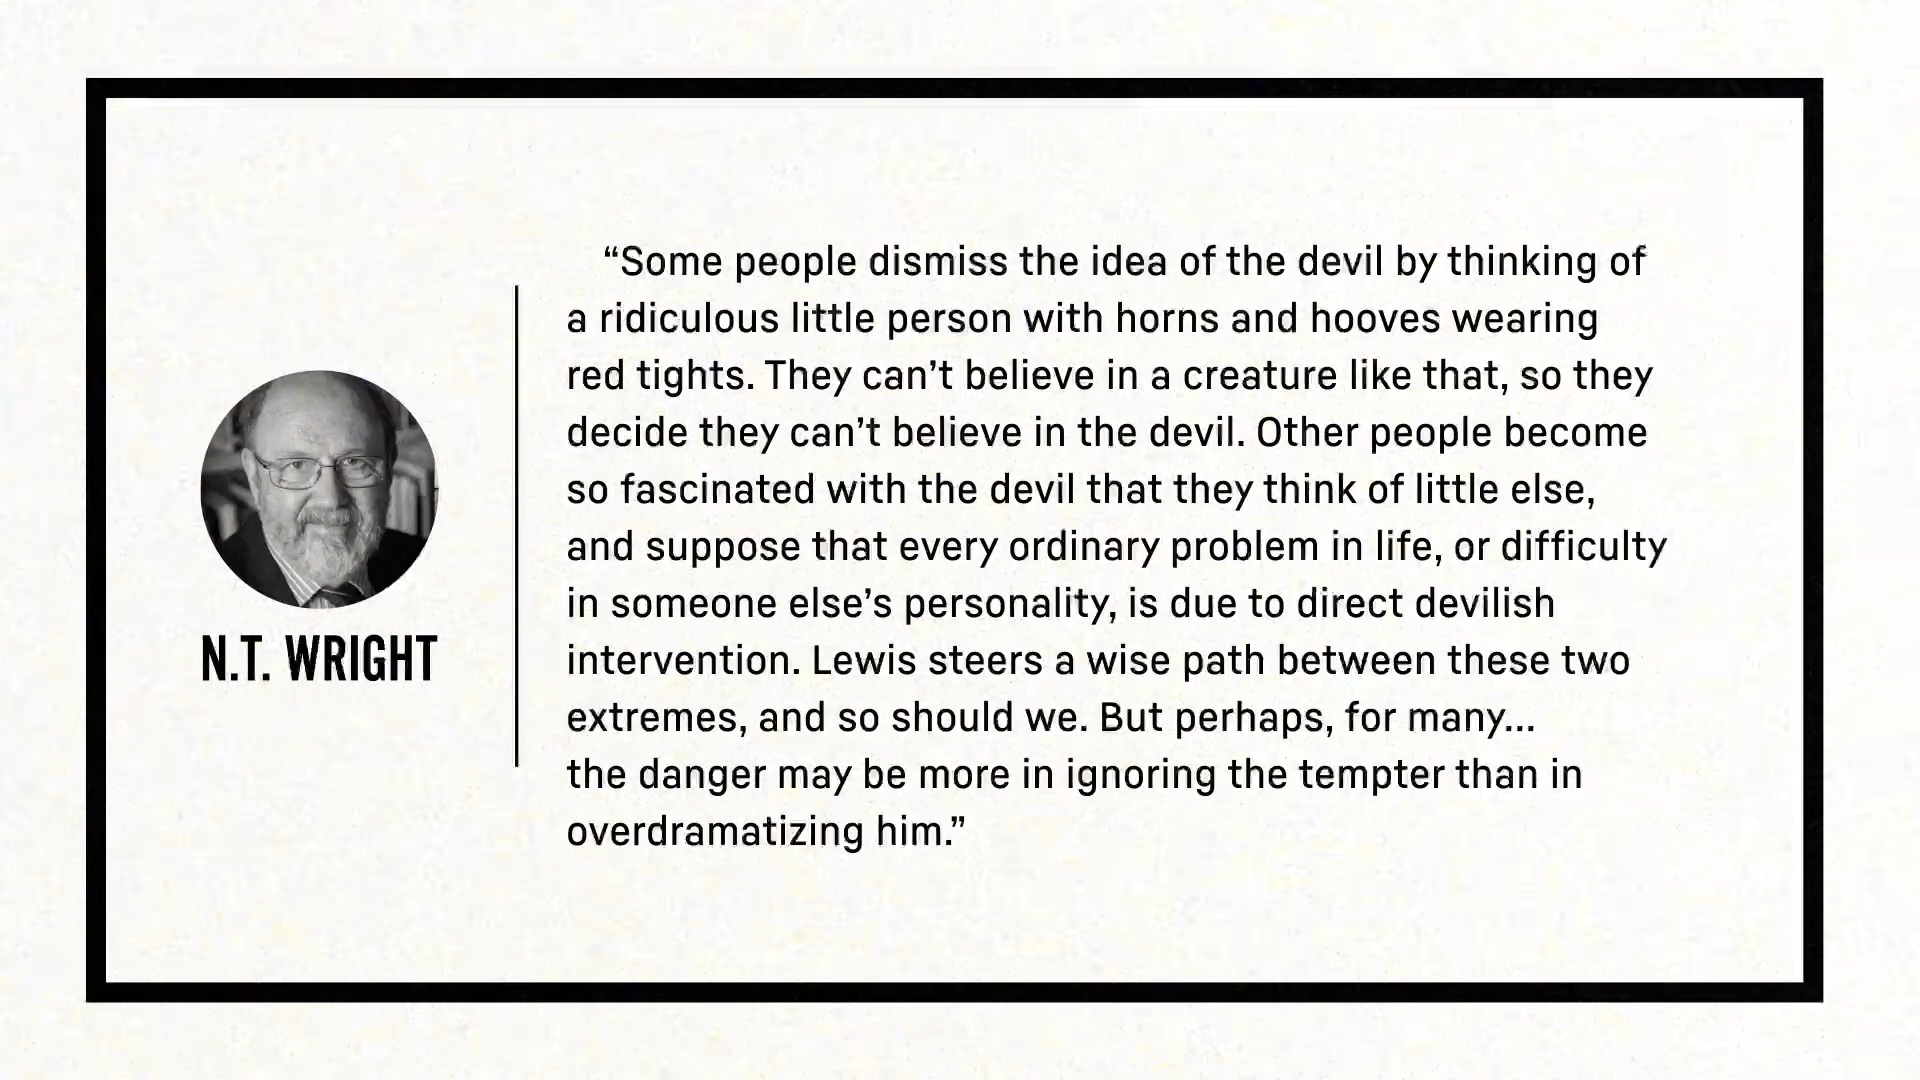 N.T. WRIGHT
“Some people dismiss the idea of the devil by thinking of
a ridiculous little person with horns and hooves wearing
red tights. They can’t believe in a creature like that, so they
decide they can’t believe in the devil. Other people become
so fascinated with the devil that they think of little else,
and suppose that every ordinary problem in life, or difficulty
in someone else’s personality, is due to direct devilish
intervention. Lewis steers a wise path between these two
extremes, and so should we. But perhaps, for many...
the danger may be more in ignoring the tempter than in
overdramatizing him.”